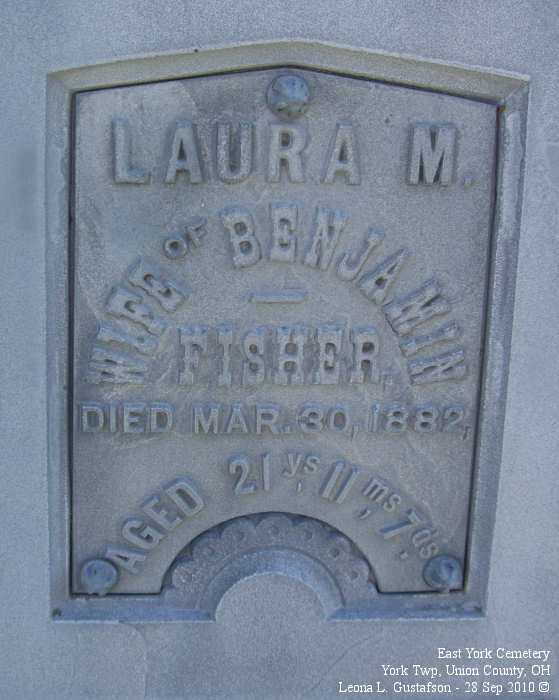 LAURA M.
WIFE OF BENJAMIN
FISHER,
DIED MAR. 30, 1882,
AGED 21 ys, 11 ms, 7, ds
East York Cemetery
York Twp, Union County, OH
Leona L. Gustafson - 28 Sep 2010 ©